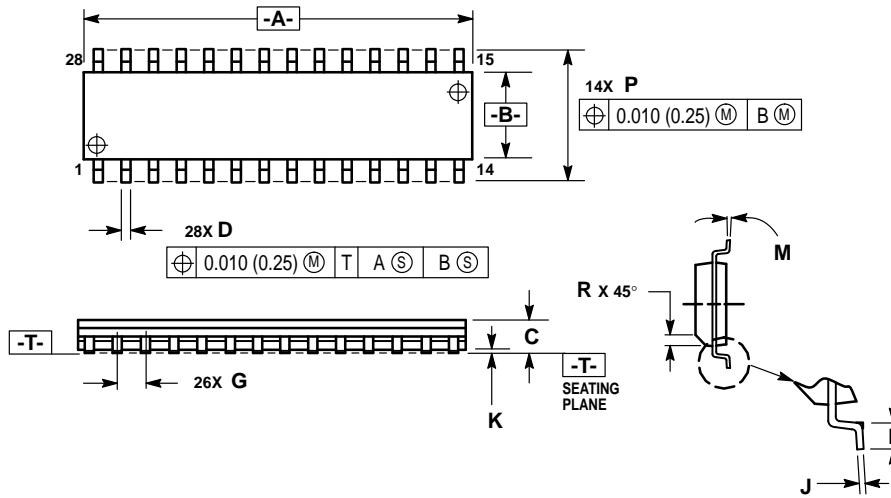 -A-
28
15
-B-
14X P
⌖ 0.010 (0.25) Ⓜ B Ⓜ
1
14
28X D
⌖ 0.010 (0.25) Ⓜ T A Ⓢ B Ⓢ
M
R X 45°
-T-
C
-T-
SEATING
PLANE
26X G
K
J